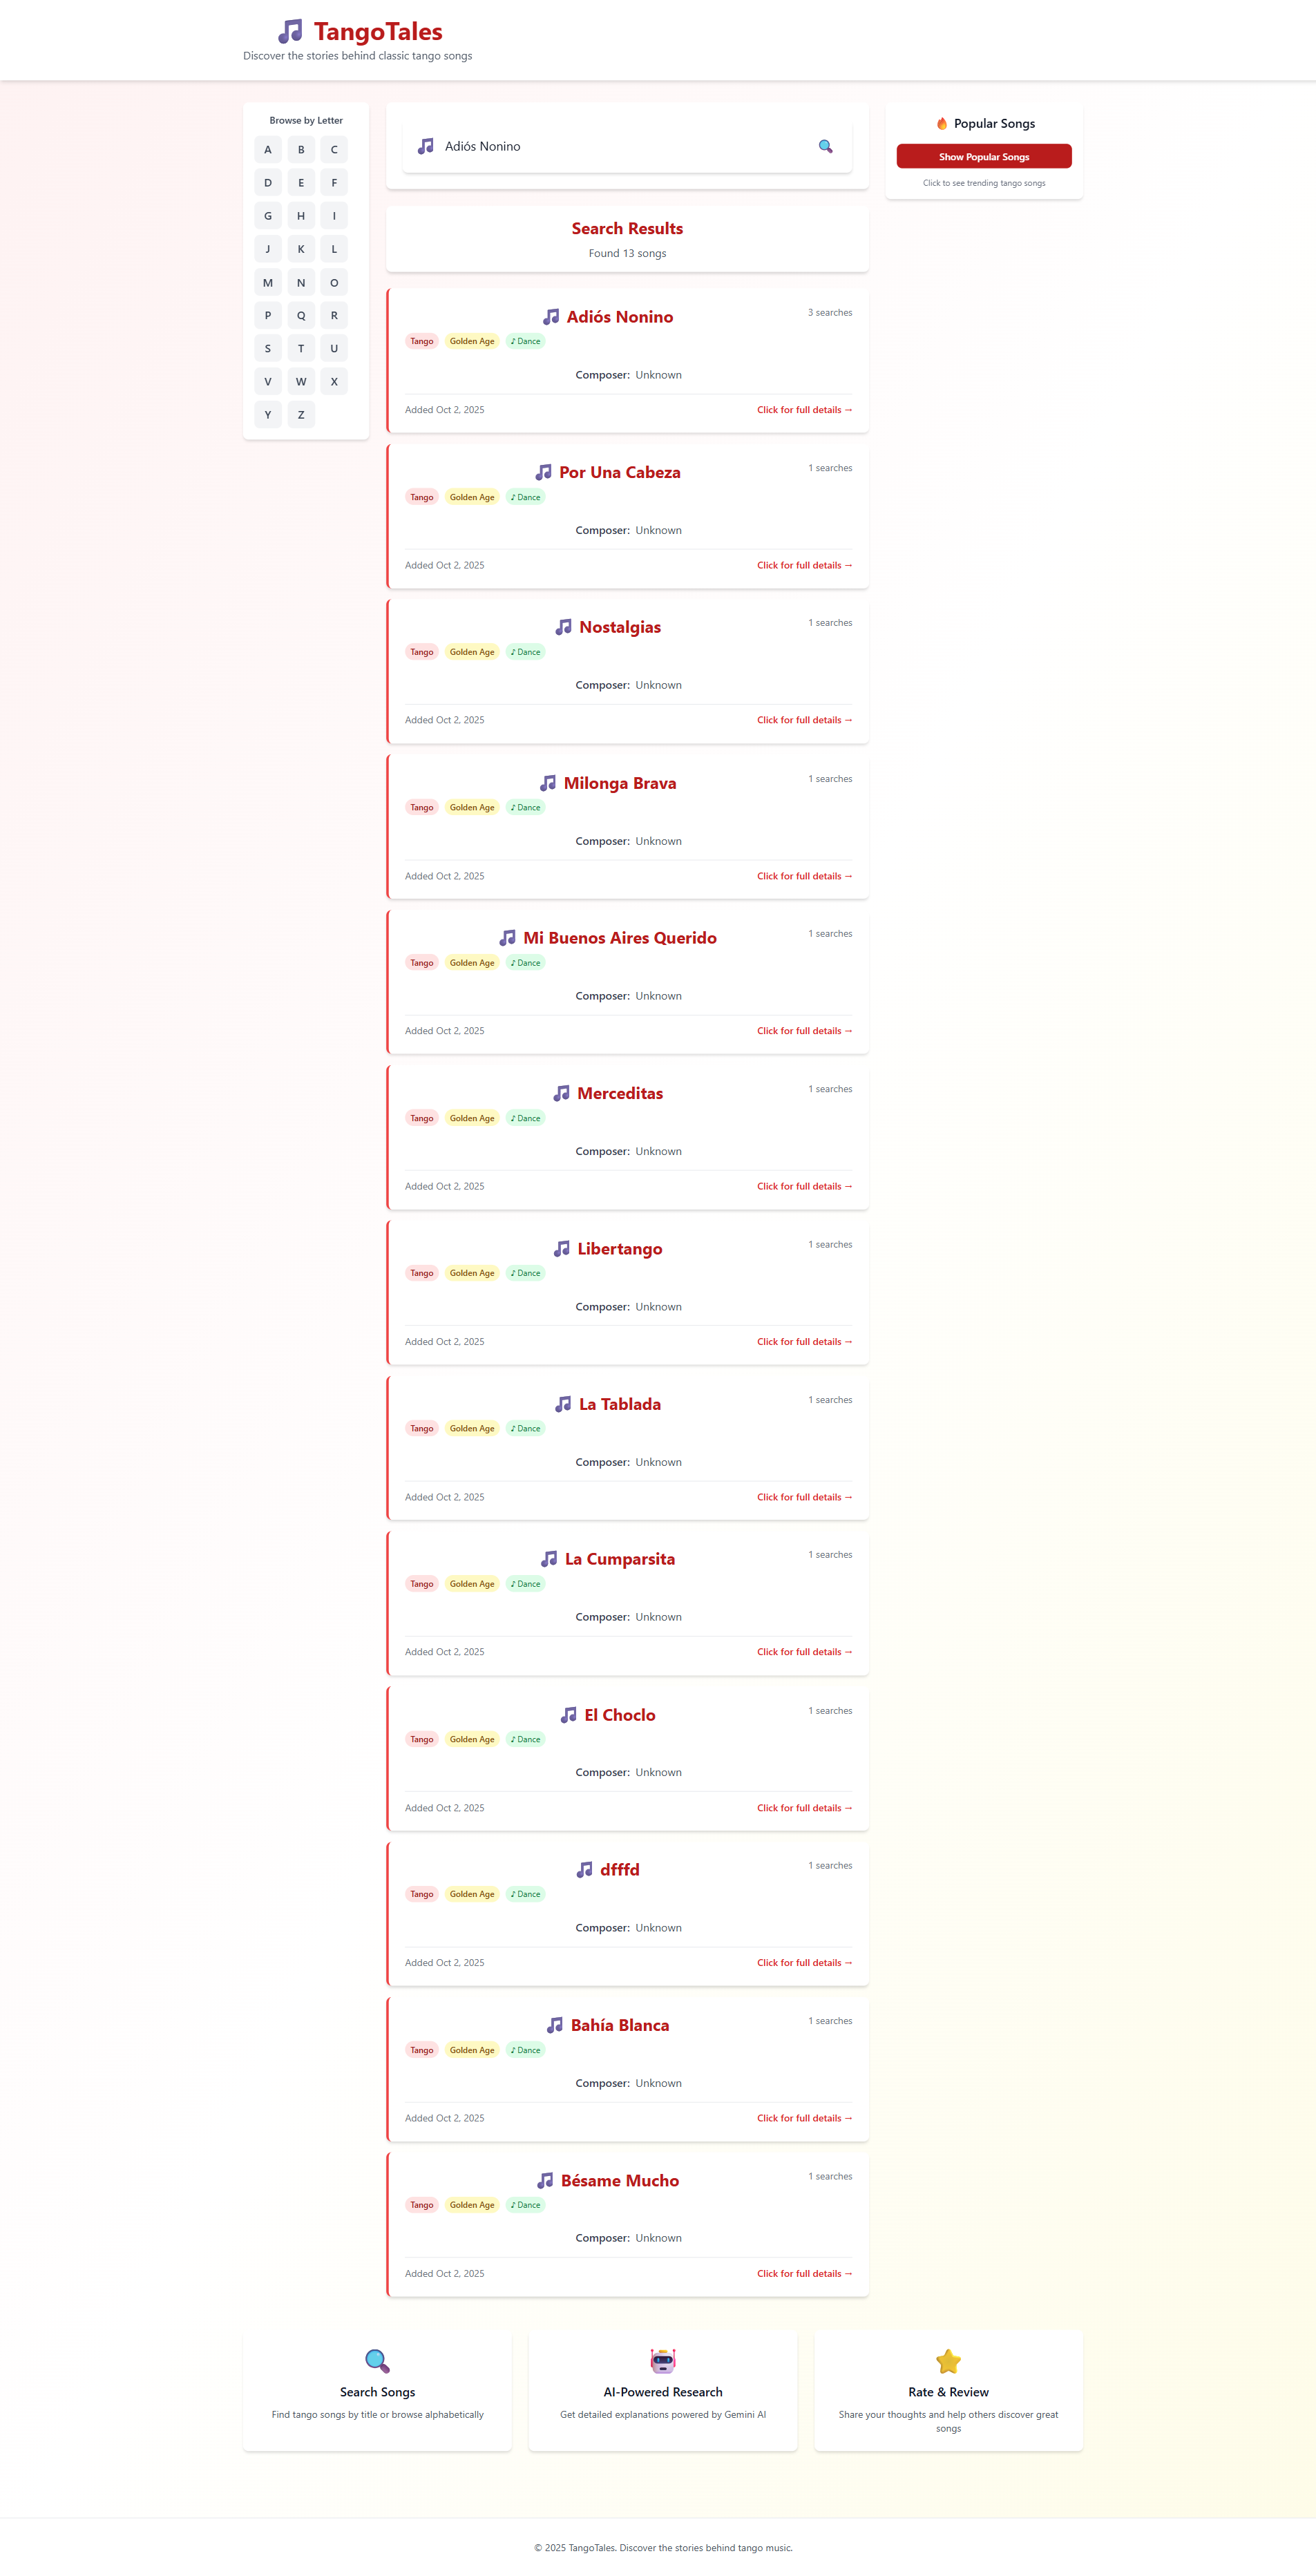 TangoTales
Discover the stories behind classic tango songs
Browse by Letter
A B C
D E F
G H I
J K L
M N O
P Q R
S T U
V W X
Y Z
Adiós Nonino
Popular Songs
Show Popular Songs
Click to see trending tango songs
Search Results
Found 13 songs
Adiós Nonino
3 searches
Tango Golden Age ♪ Dance
Composer: Unknown
Added Oct 2, 2025 Click for full details →
Por Una Cabeza
1 searches
Tango Golden Age ♪ Dance
Composer: Unknown
Added Oct 2, 2025 Click for full details →
Nostalgias
1 searches
Tango Golden Age ♪ Dance
Composer: Unknown
Added Oct 2, 2025 Click for full details →
Milonga Brava
1 searches
Tango Golden Age ♪ Dance
Composer: Unknown
Added Oct 2, 2025 Click for full details →
Mi Buenos Aires Querido
1 searches
Tango Golden Age ♪ Dance
Composer: Unknown
Added Oct 2, 2025 Click for full details →
Merceditas
1 searches
Tango Golden Age ♪ Dance
Composer: Unknown
Added Oct 2, 2025 Click for full details →
Libertango
1 searches
Tango Golden Age ♪ Dance
Composer: Unknown
Added Oct 2, 2025 Click for full details →
La Tablada
1 searches
Tango Golden Age ♪ Dance
Composer: Unknown
Added Oct 2, 2025 Click for full details →
La Cumparsita
1 searches
Tango Golden Age ♪ Dance
Composer: Unknown
Added Oct 2, 2025 Click for full details →
El Choclo
1 searches
Tango Golden Age ♪ Dance
Composer: Unknown
Added Oct 2, 2025 Click for full details →
dfffd
1 searches
Tango Golden Age ♪ Dance
Composer: Unknown
Added Oct 2, 2025 Click for full details →
Bahía Blanca
1 searches
Tango Golden Age ♪ Dance
Composer: Unknown
Added Oct 2, 2025 Click for full details →
Bésame Mucho
1 searches
Tango Golden Age ♪ Dance
Composer: Unknown
Added Oct 2, 2025 Click for full details →
Search Songs
Find tango songs by title or browse alphabetically
AI-Powered Research
Get detailed explanations powered by Gemini AI
Rate & Review
Share your thoughts and help others discover great
songs
© 2025 TangoTales. Discover the stories behind tango music.